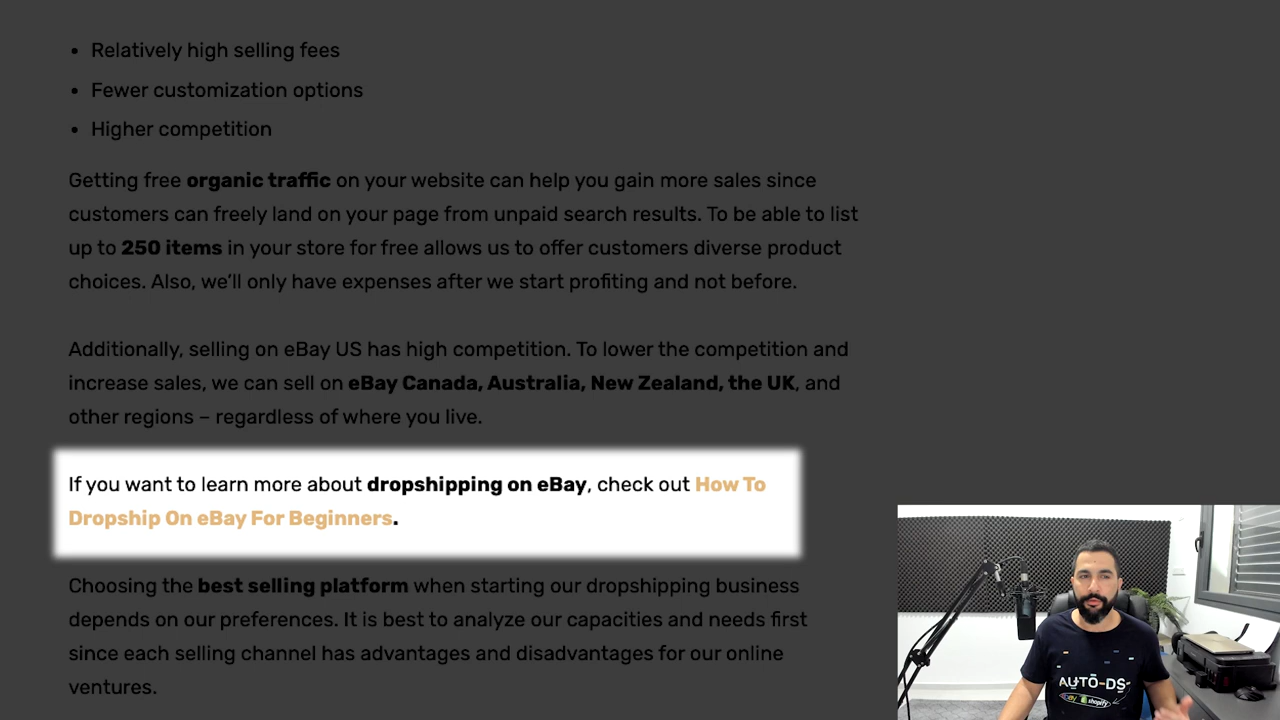 • Relatively high selling fees
• Fewer customization options
• Higher competition
Getting free organic traffic on your website can help you gain more sales since
customers can freely land on your page from unpaid search results. To be able to list
up to 250 items in your store for free allows us to offer customers diverse product
choices. Also, we’ll only have expenses after we start profiting and not before.
Additionally, selling on eBay US has high competition. To lower the competition and
increase sales, we can sell on eBay Canada, Australia, New Zealand, the UK, and
other regions – regardless of where you live.
If you want to learn more about dropshipping on eBay, check out How To
Dropship On eBay For Beginners.
Choosing the best selling platform when starting our dropshipping business
depends on our preferences. It is best to analyze our capacities and needs first
since each selling channel has advantages and disadvantages for our online
ventures.
AUTO-DS
ebay shopify